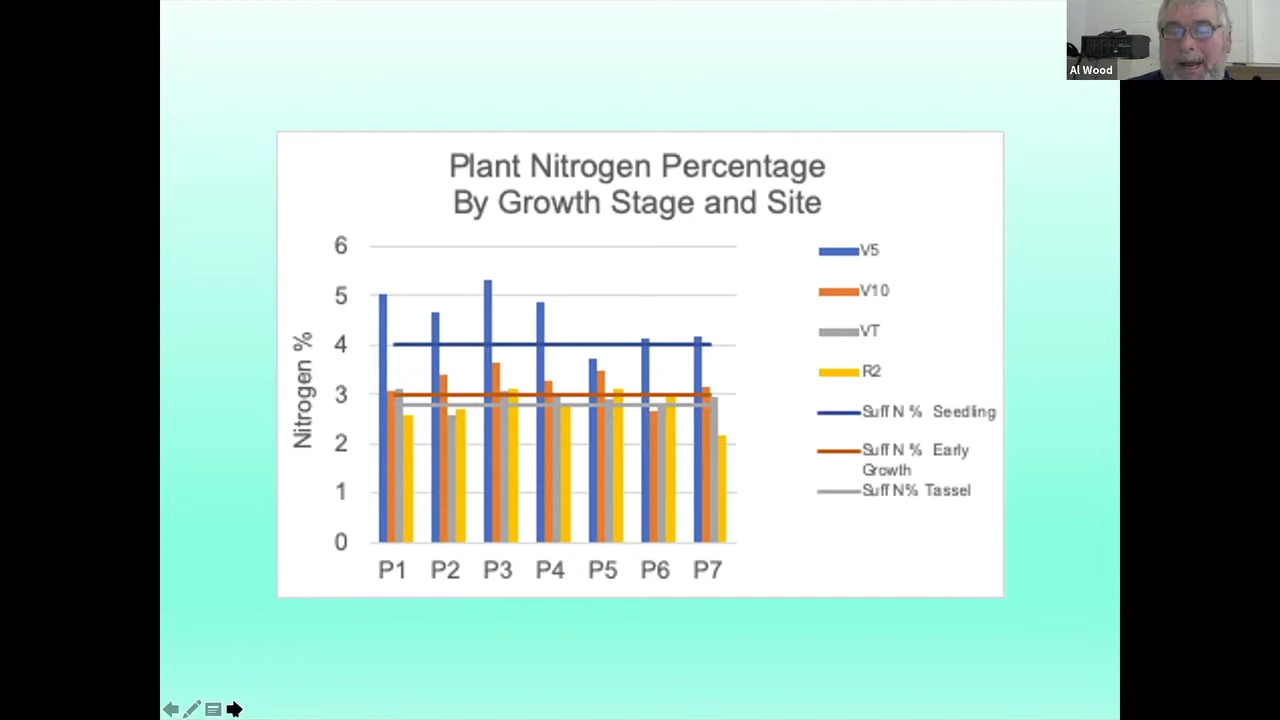 Al Wood
Plant Nitrogen Percentage
By Growth Stage and Site
Nitrogen %
6
5
4
3
2
1
0
P1 P2 P3 P4 P5 P6 P7
V5
V10
VT
R2
Suff N % Seedling
Suff N % Early
Growth
Suff N% Tassel